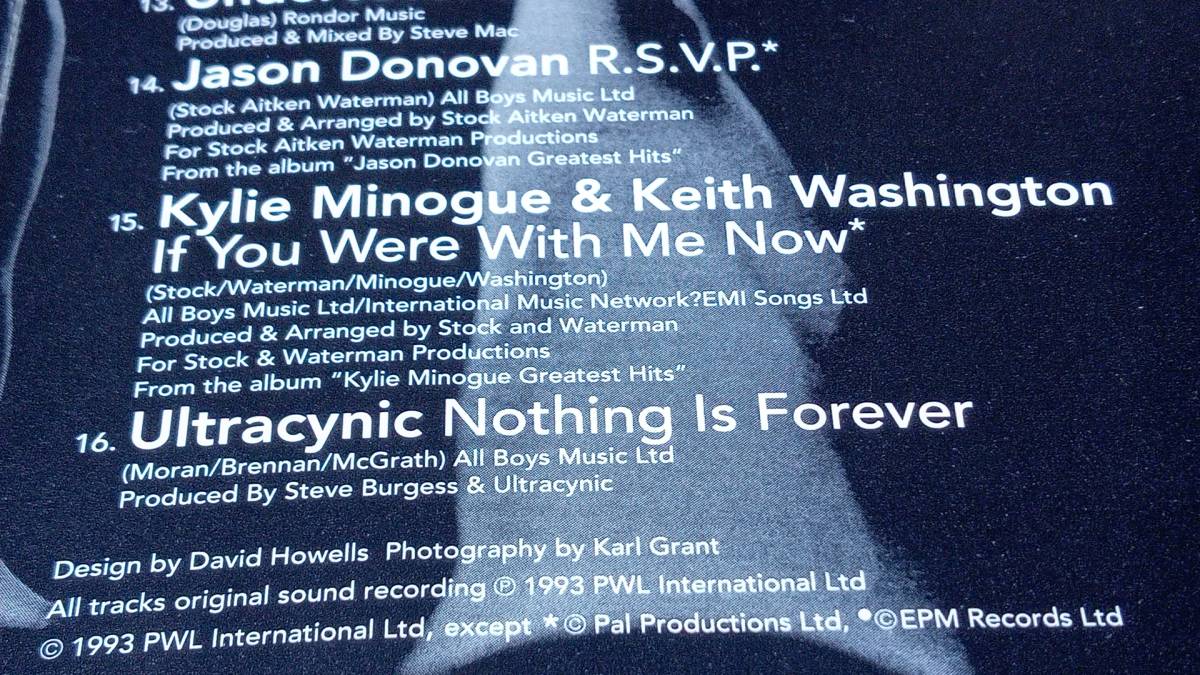 13.
(Douglas) Rondor Music
Produced & Mixed By Steve Mac
14. Jason Donovan R.S.V.P.*
(Stock Aitken Waterman) All Boys Music Ltd
Produced & Arranged by Stock Aitken Waterman
For Stock Aitken Waterman Productions
From the album "Jason Donovan Greatest Hits"
15. Kylie Minogue & Keith Washington
If You Were With Me Now*
(Stock/Waterman/Minogue/Washington)
All Boys Music Ltd/International Music Network?EMI Songs Ltd
Produced & Arranged by Stock and Waterman
For Stock & Waterman Productions
From the album "Kylie Minogue Greatest Hits"
16. Ultracynic Nothing Is Forever
(Moran/Brennan/McGrath) All Boys Music Ltd
Produced By Steve Burgess & Ultracynic
Design by David Howells Photography by Karl Grant
All tracks original sound recording ℗ 1993 PWL International Ltd
© 1993 PWL International Ltd, except *© Pal Productions Ltd, •©EPM Records Ltd